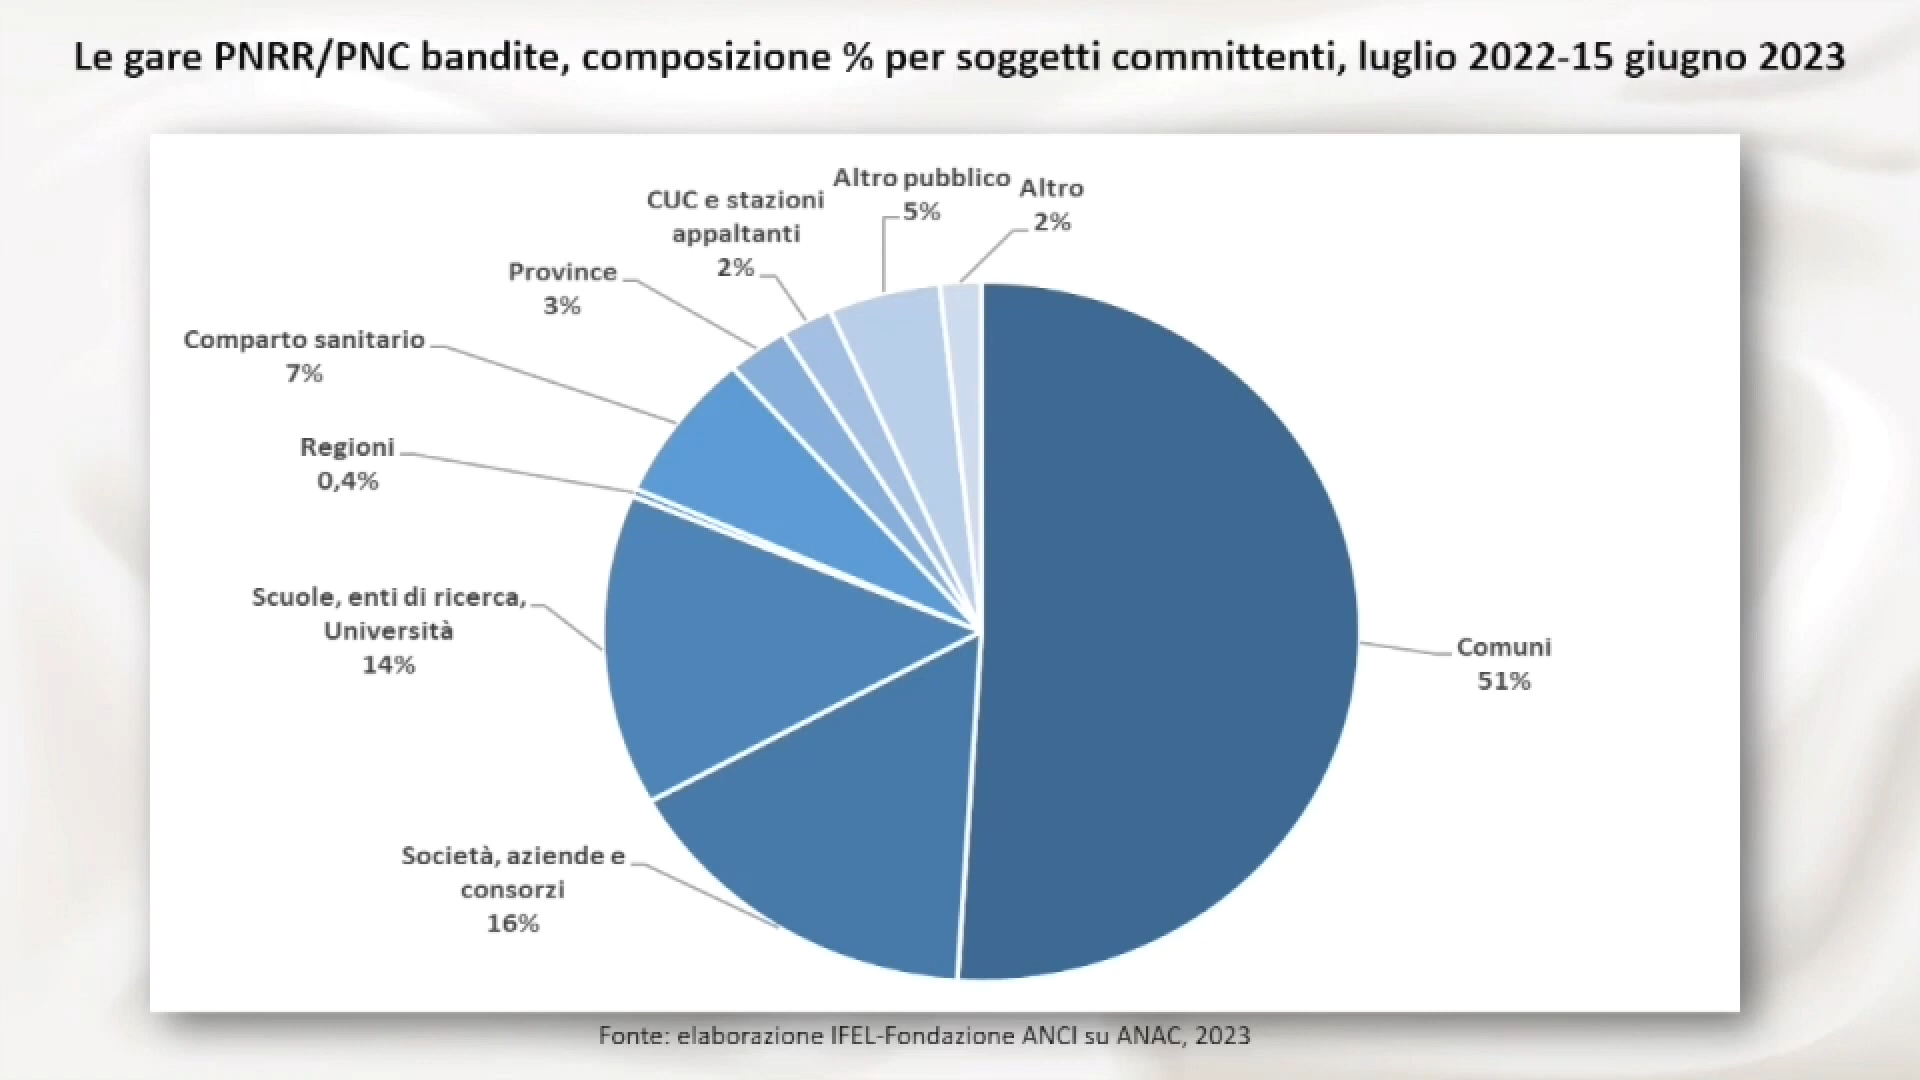 Le gare PNRR/PNC bandite, composizione % per soggetti committenti, luglio 2022-15 giugno 2023
Altro pubblico
5%
Altro
2%
CUC e stazioni
appaltanti
2%
Province
3%
Comparto sanitario
7%
Regioni
0,4%
Scuole, enti di ricerca,
Università
14%
Comuni
51%
Società, aziende e
consorzi
16%
Fonte: elaborazione IFEL-Fondazione ANCI su ANAC, 2023